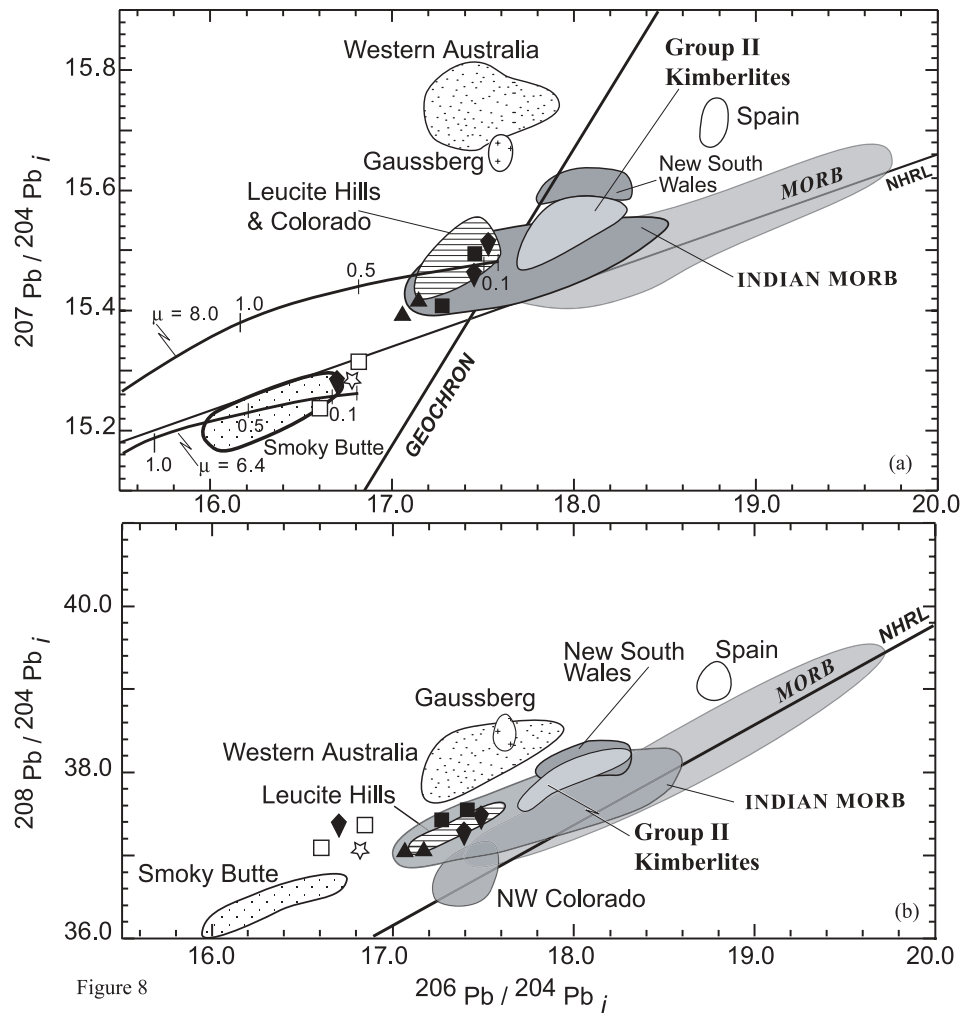 Western Australia
Group II
Kimberlites
15.8
Spain
Gaussberg
New South
Wales
MORB
NHRL
15.6
Leucite Hills
& Colorado
207 Pb / 204 Pb i
INDIAN MORB
0.5
0.1
1.0
15.4
μ = 8.0
GEOCHRON
0.1
0.5
15.2
1.0
μ = 6.4
Smoky Butte
(a)
16.0 17.0 18.0 19.0 20.0
40.0
NHRL
New South
Wales
Spain
MORB
Gaussberg
Western Australia
208 Pb / 204 Pb i
38.0
Leucite Hills
INDIAN MORB
Group II
Kimberlites
Smoky Butte
NW Colorado
(b)
36.0
16.0 17.0 18.0 19.0 20.0
Figure 8
206 Pb / 204 Pb i